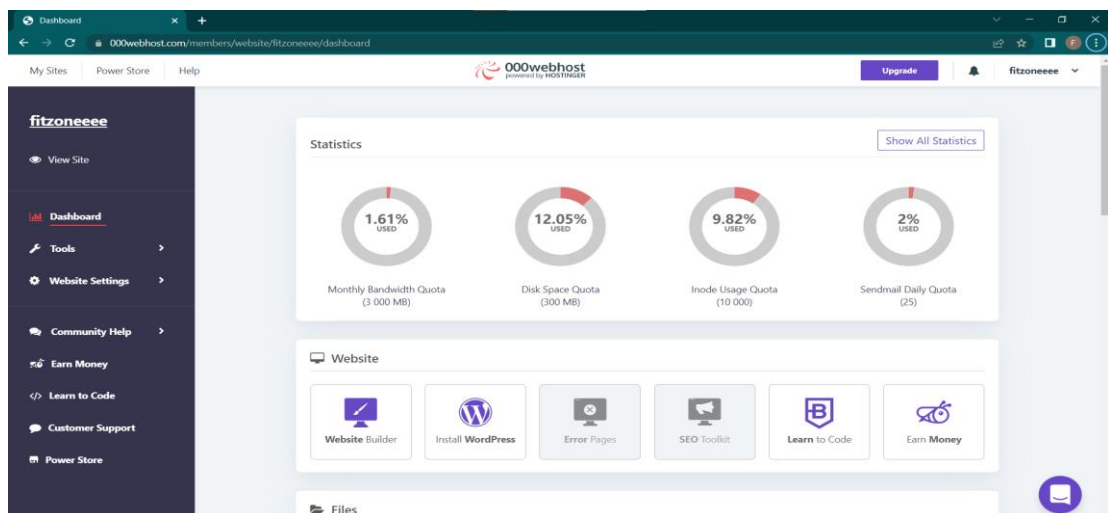 Dashboard
000webhost.com/members/website/fitzoneeee/dashboard
F
My Sites Power Store Help
000webhost
powered by HOSTINGER
Upgrade
fitzoneeee
fitzoneeee
View Site
Dashboard
Tools
Website Settings
Community Help
Earn Money
Learn to Code
Customer Support
Power Store
Statistics
Show All Statistics
1.61%
USED
Monthly Bandwidth Quota
(3 000 MB)
12.05%
USED
Disk Space Quota
(300 MB)
9.82%
USED
Inode Usage Quota
(10 000)
2%
USED
Sendmail Daily Quota
(25)
Website
Website Builder
Install WordPress
Error Pages
SEO Toolkit
Learn to Code
Earn Money
Files